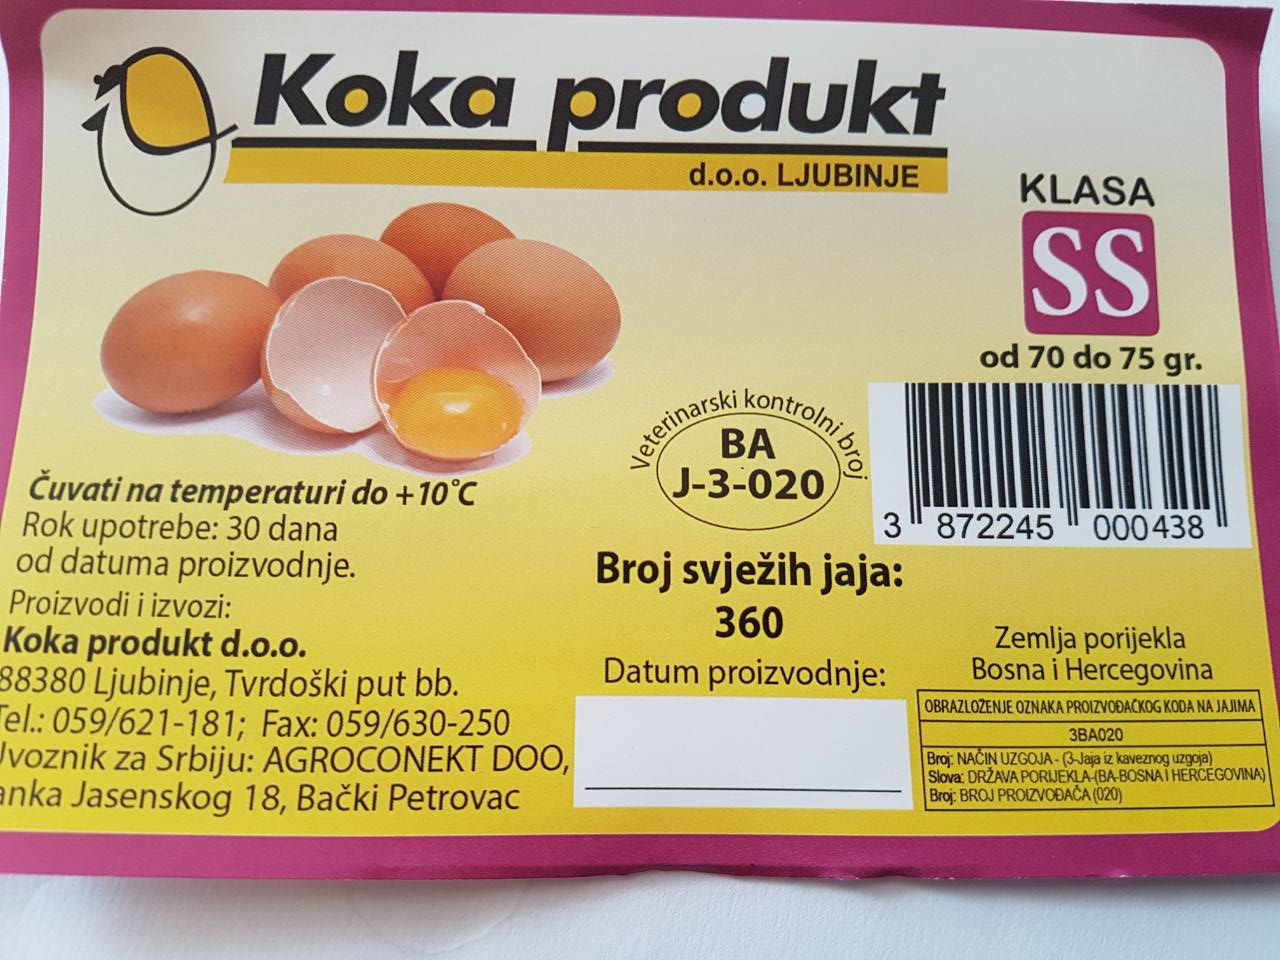 Koka produkt
d.o.o. LJUBINJE
KLASA
SS
od 70 do 75 gr.
Veterinarski kontrolni broj
BA
J-3-020
3 872245 000438
Čuvati na temperaturi do +10°C
Rok upotrebe: 30 dana
od datuma proizvodnje.
Proizvodi i izvozi:
Koka produkt d.o.o.
88380 Ljubinje, Tvrdoški put bb.
Tel.: 059/621-181; Fax: 059/630-250
Uvoznik za Srbiju: AGROCONEKT DOO,
Jasenskog 18, Bački Petrovac
Broj svježih jaja:
360
Datum proizvodnje:
Zemlja porijekla
Bosna i Hercegovina
OBRAZLOŽENJE OZNAKA PROIZVOĐAČKOG KODA NA JAJIMA
3BA020
Broj: NAČIN UZGOJA - (3-Jaja iz kaveznog uzgoja)
Slova: DRŽAVA PORIJEKLA-(BA-BOSNA I HERCEGOVINA)
Broj: BROJ PROIZVOĐAČA (020)